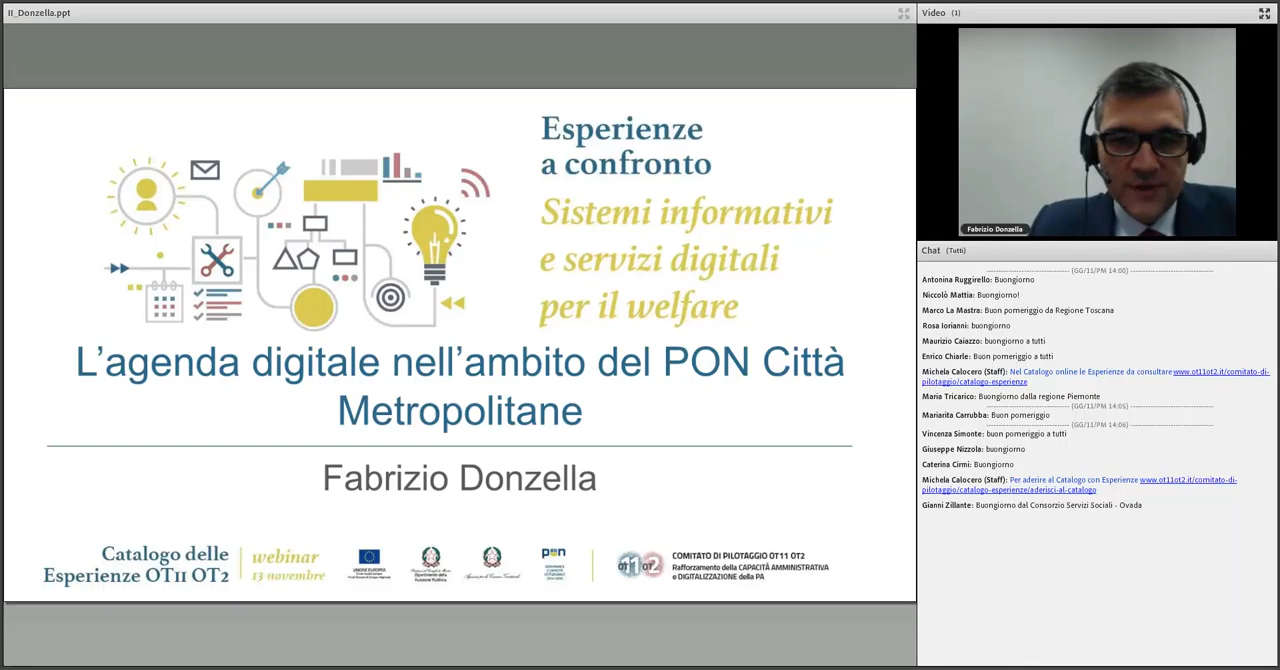 II_Donzella.ppt
Esperienze
a confronto
Sistemi informativi
e servizi digitali
per il welfare
L'agenda digitale nell'ambito del PON Città
Metropolitane
Fabrizio Donzella
Catalogo delle
Esperienze OT11 OT2
webinar
13 novembre
UNIONE EUROPEA
pon
ot11 ot2
COMITATO DI PILOTAGGIO OT11 OT2
Rafforzamento della CAPACITÀ AMMINISTRATIVA
e DIGITALIZZAZIONE della PA
Video (1)
Fabrizio Donzella
Chat (Tutti)
(GG/11/PM 14:00)
Antonina Ruggirello: Buongiorno
Niccolò Mattia: Buongiorno!
Marco La Mastra: Buon pomeriggio da Regione Toscana
Rosa Iorianni: buongiorno
Maurizio Caiazzo: buongiorno a tutti
Enrico Chiarle: Buon pomeriggio a tutti
Michela Calocero (Staff): Nel Catalogo online le Esperienze da consultare www.ot11ot2.it/comitato-di-
pilotaggio/catalogo-esperienze
Maria Tricarico: Buongiorno dalla regione Piemonte
(GG/11/PM 14:05)
Mariarita Carrubba: Buon pomeriggio
(GG/11/PM 14:06)
Vincenza Simonte: buon pomeriggio a tutti
Giuseppe Nizzola: buongiorno
Caterina Cirmi: Buongiorno
Michela Calocero (Staff): Per aderire al Catalogo con Esperienze www.ot11ot2.it/comitato-di-
pilotaggio/catalogo-esperienze/aderisci-al-catalogo
Gianni Zillante: Buongiorno dal Consorzio Servizi Sociali - Ovada